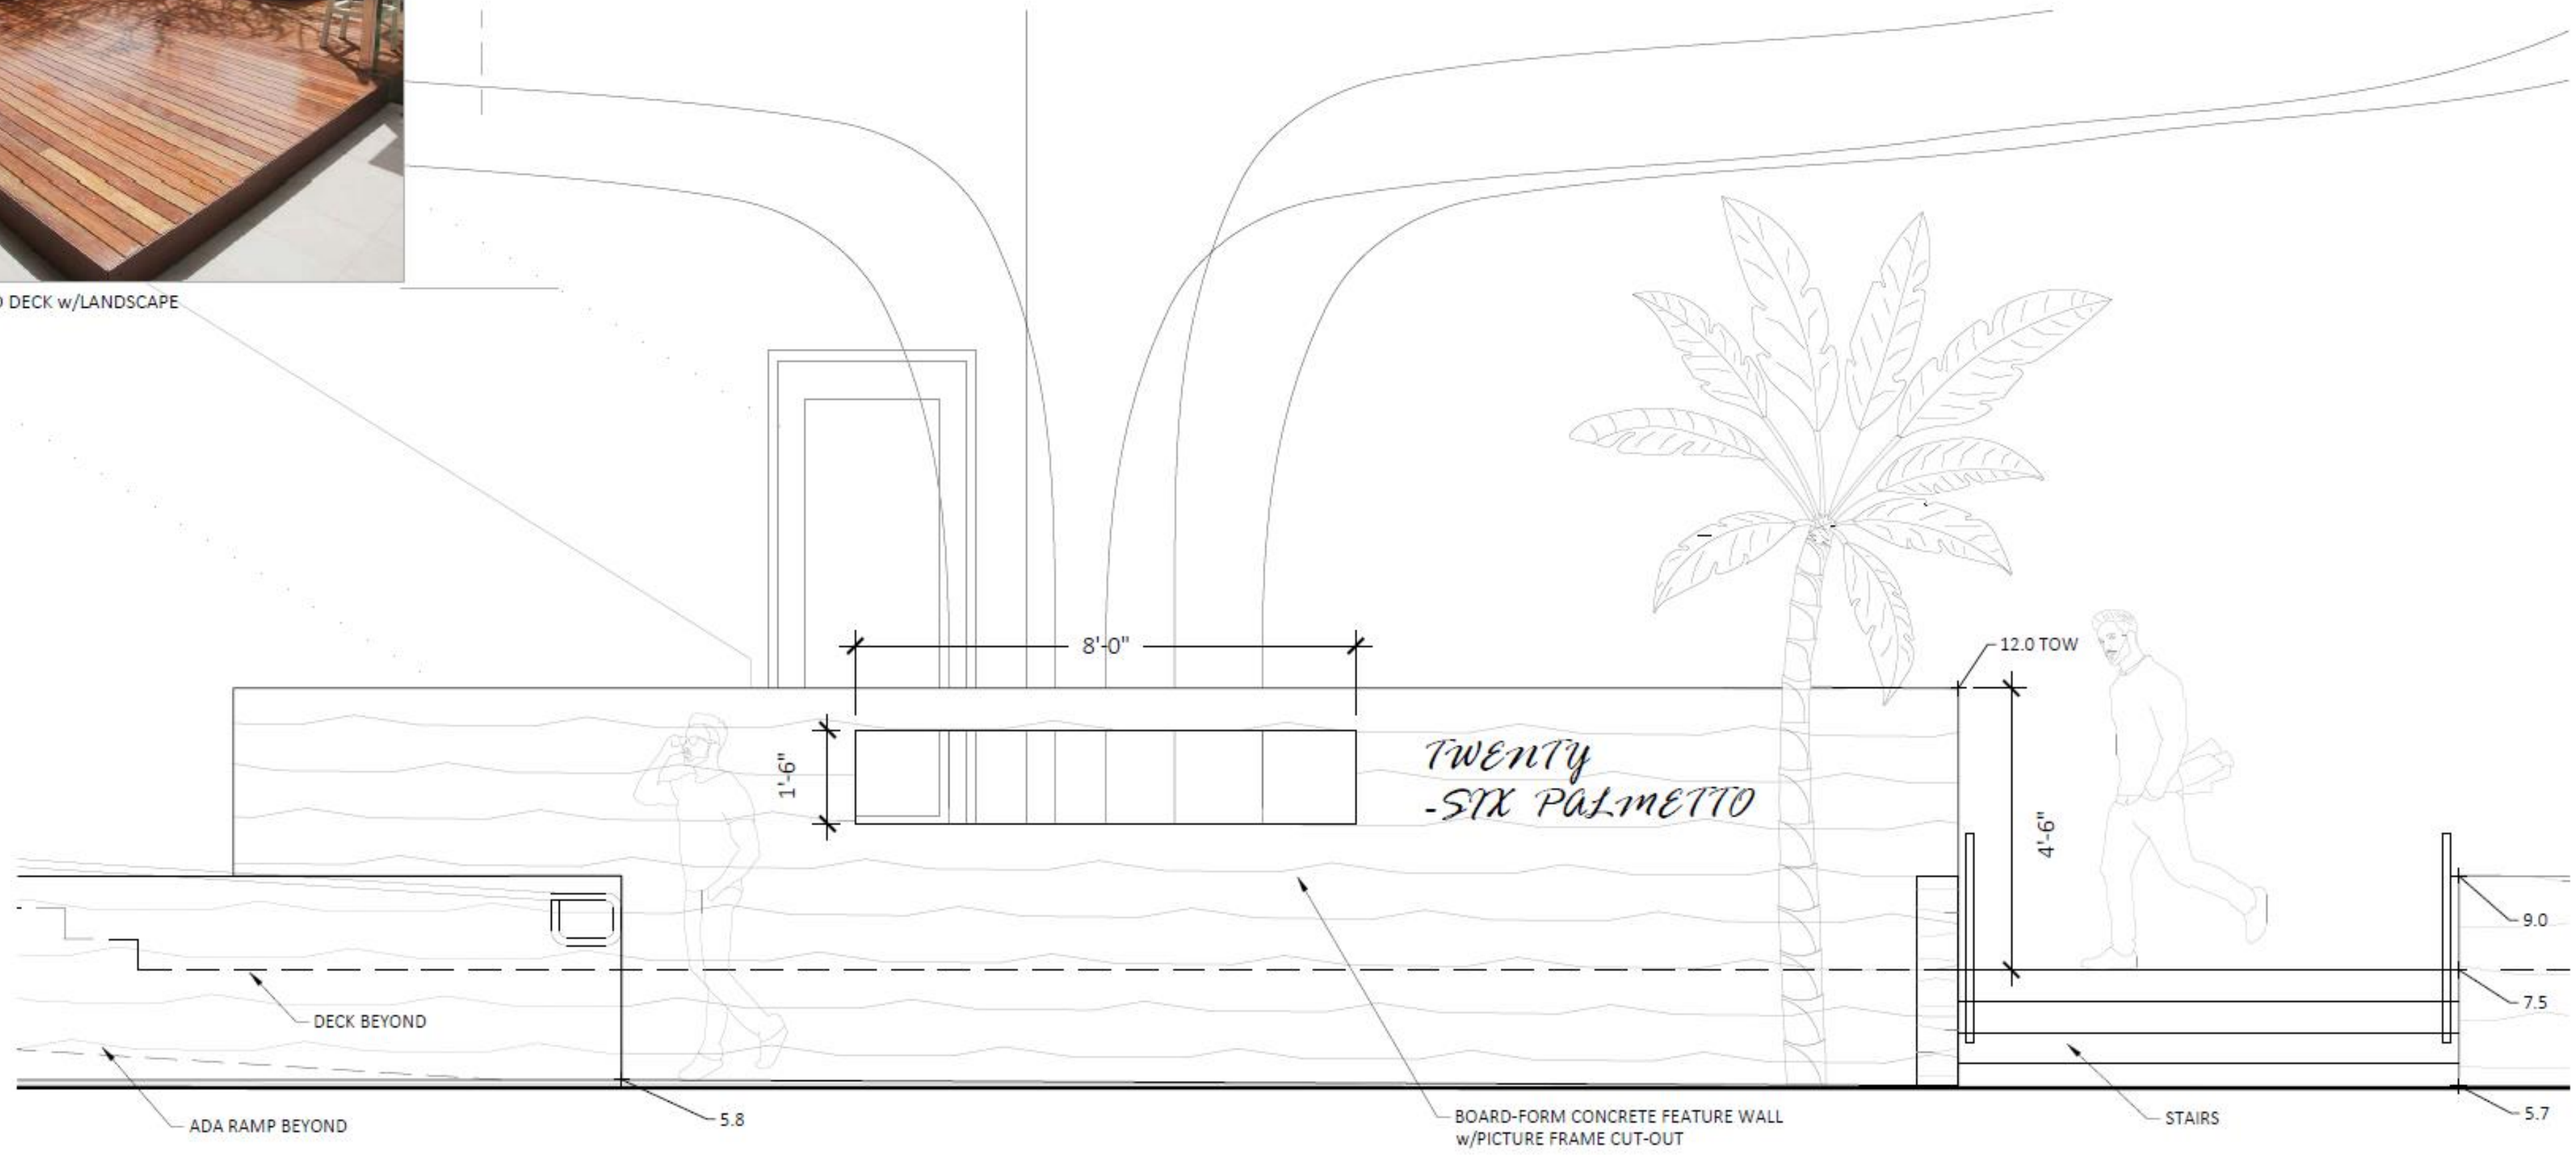 DECK w/LANDSCAPE
8'-0"
12.0 TOW
1'-6"
TWENTY
-SIX PALMETTO
4'-6"
9.0
7.5
DECK BEYOND
5.8
5.7
ADA RAMP BEYOND
BOARD-FORM CONCRETE FEATURE WALL
w/PICTURE FRAME CUT-OUT
STAIRS